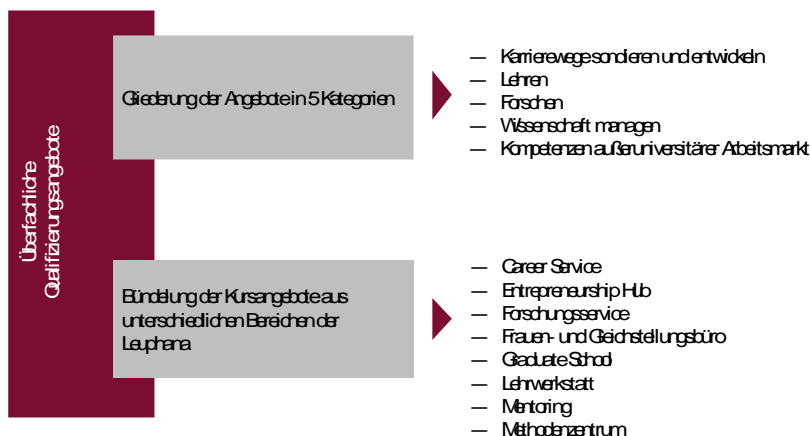 Überfachliche
Qualifizierungsangebote
Gliederung der Angebote in 5 Kategorien
— Karrierewege sondieren und entwickeln
— Lehren
— Forschen
— Wissenschaft managen
— Kompetenzen außeruniversitärer Arbeitsmarkt
Bündelung der Kursangebote aus
unterschiedlichen Bereichen der
Leuphana
— Career Service
— Entrepreneurship Hub
— Forschungsservice
— Frauen- und Gleichstellungsbüro
— Graduate School
— Lehrwerkstatt
— Mentoring
— Methodenzentrum